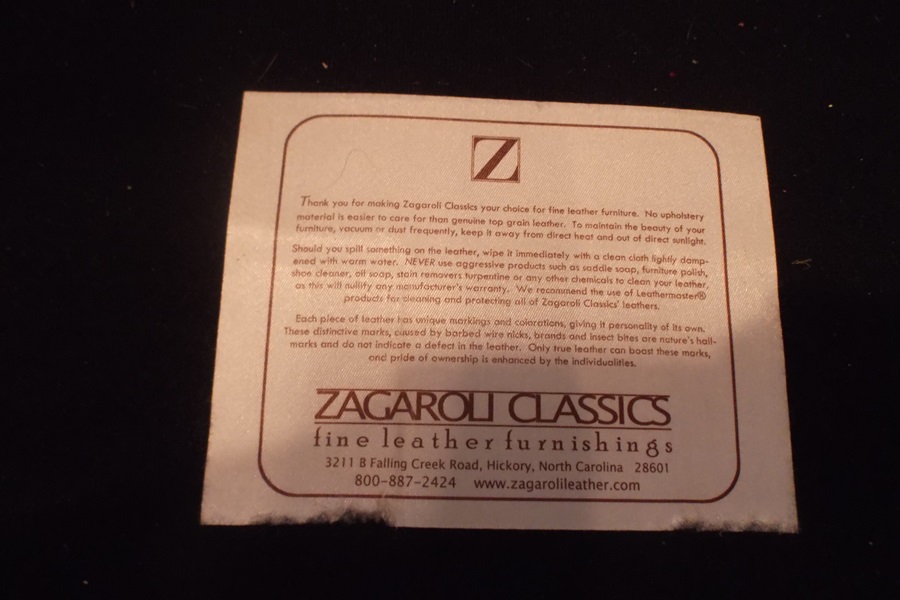 Z
Thank you for making Zagaroli Classics your choice for fine leather furniture. No upholstery
material is easier to care for than genuine top grain leather. To maintain the beauty of your
furniture, vacuum or dust frequently, keep it away from direct heat and out of direct sunlight.
Should you spill something on the leather, wipe it immediately with a clean cloth lightly damp-
ened with warm water. NEVER use aggressive products such as saddle soap, furniture polish,
shoe cleaner, oil soap, stain removers turpentine or any other chemicals to clean your leather,
as this will nullify any manufacturer's warranty. We recommend the use of Leathermaster®
products for cleaning and protecting all of Zagaroli Classics' leathers.
Each piece of leather has unique markings and colorations, giving it personality of its own.
These distinctive marks, caused by barbed wire nicks, brands and insect bites are nature's hall-
marks and do not indicate a defect in the leather. Only true leather can boast these marks,
and pride of ownership is enhanced by the individualities.
ZAGAROLI CLASSICS
fine leather furnishings
3211 B Falling Creek Road, Hickory, North Carolina 28601
800-887-2424 www.zagarolileather.com